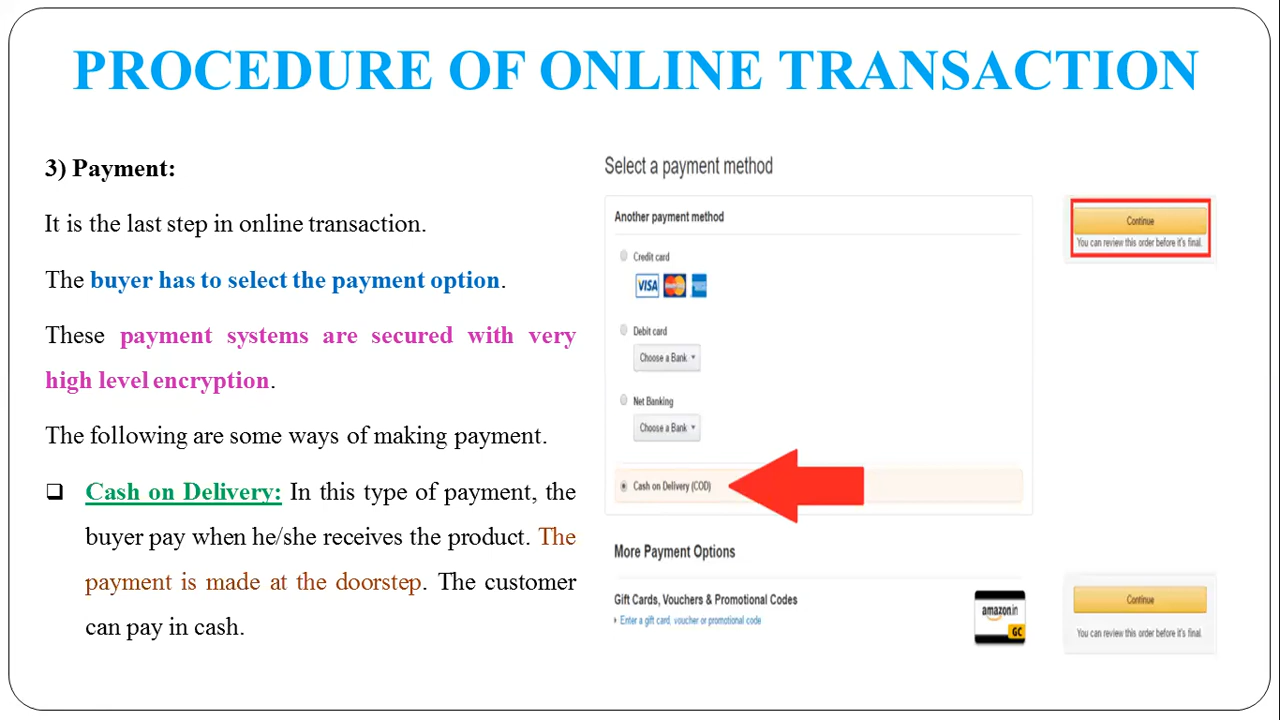 PROCEDURE OF ONLINE TRANSACTION
3) Payment:
It is the last step in online transaction.
The buyer has to select the payment option.
These payment systems are secured with very
high level encryption.
The following are some ways of making payment.
Cash on Delivery: In this type of payment, the
buyer pay when he/she receives the product. The
payment is made at the doorstep. The customer
can pay in cash.
Select a payment method
Another payment method
Credit card
VISA
Debit card
Choose a Bank
Net Banking
Choose a Bank
Cash on Delivery (COD)
More Payment Options
Gift Cards, Vouchers & Promotional Codes
Enter a gift card, voucher or promotional code
amazon.in
GC
Continue
You can review this order before it's final.
Continue
You can review this order before it's final.